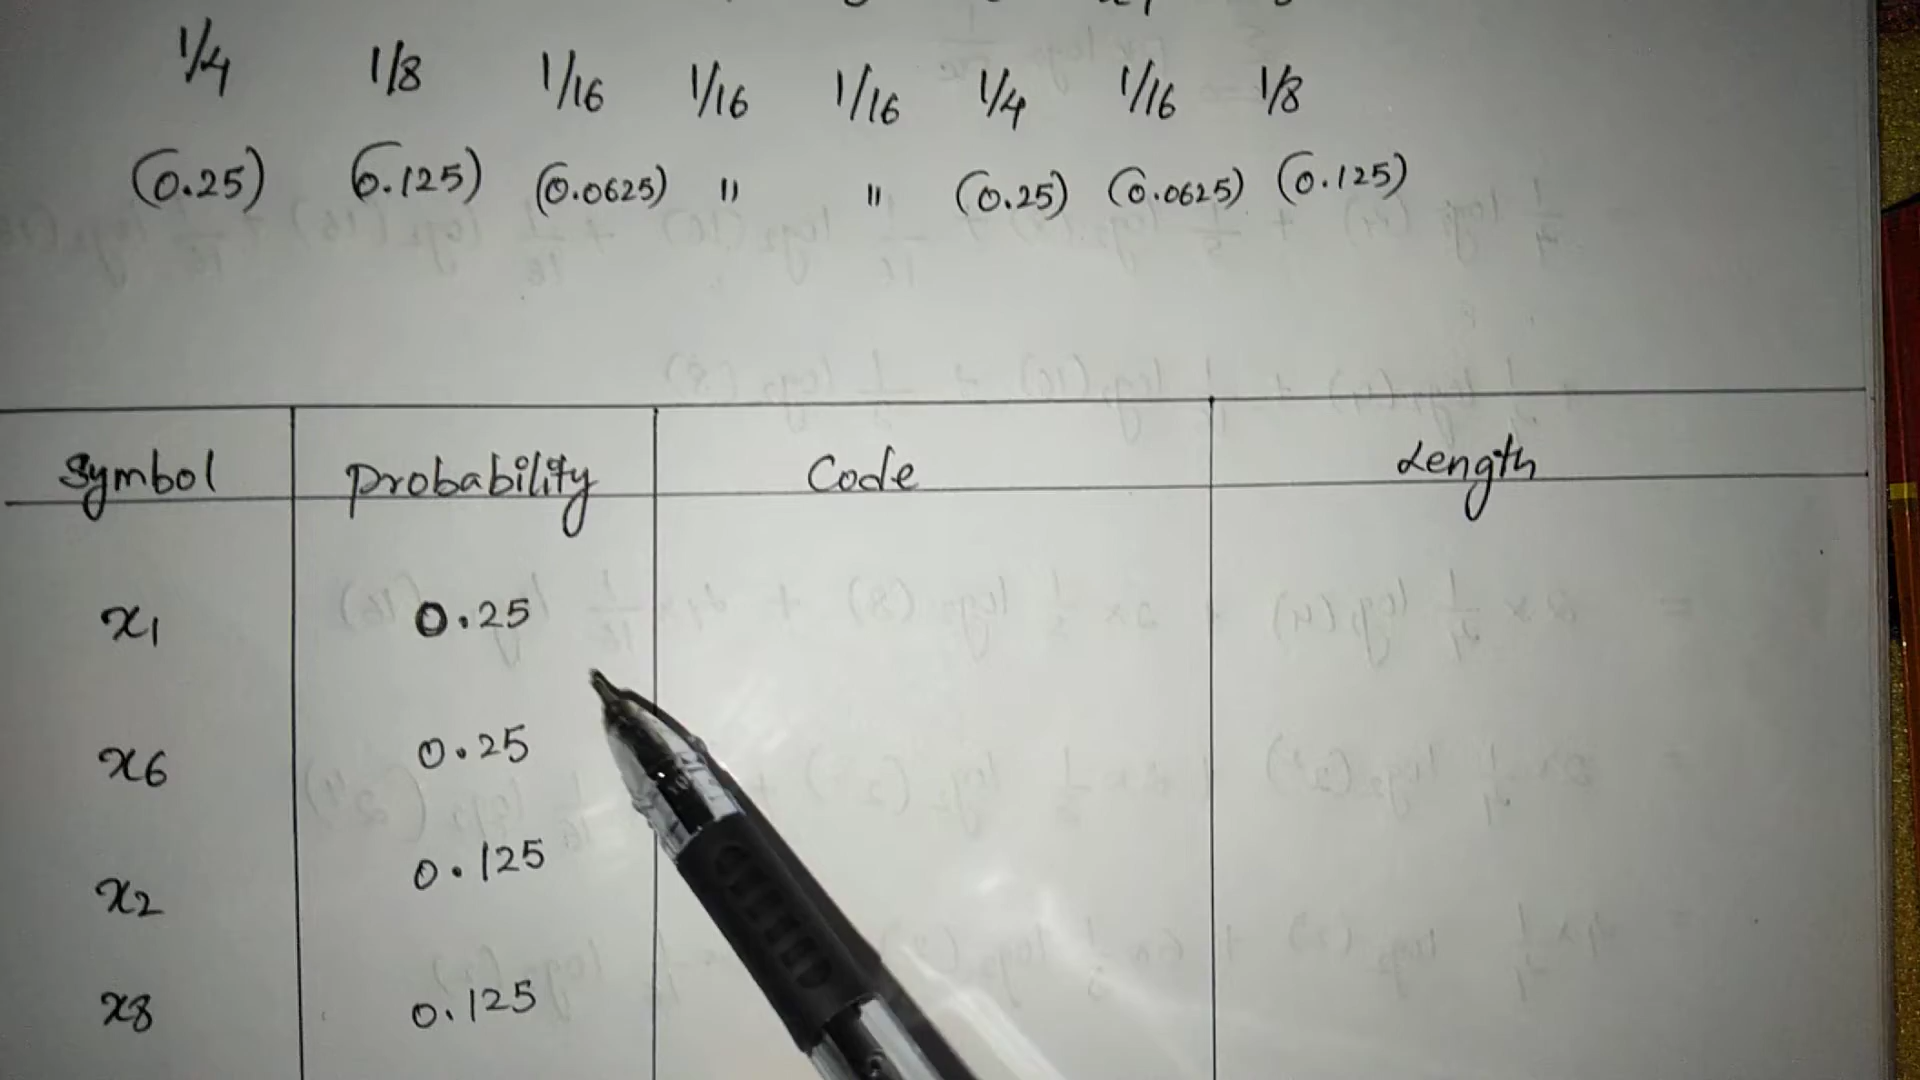 1/4 1/8 1/16 1/16 1/16 1/4 1/16 1/8
(0.25) (0.125) (0.0625) " " (0.25) (0.0625) (0.125)
Symbol Probability Code Length
x1 0.25
x6 0.25
x2 0.125
x8 0.125